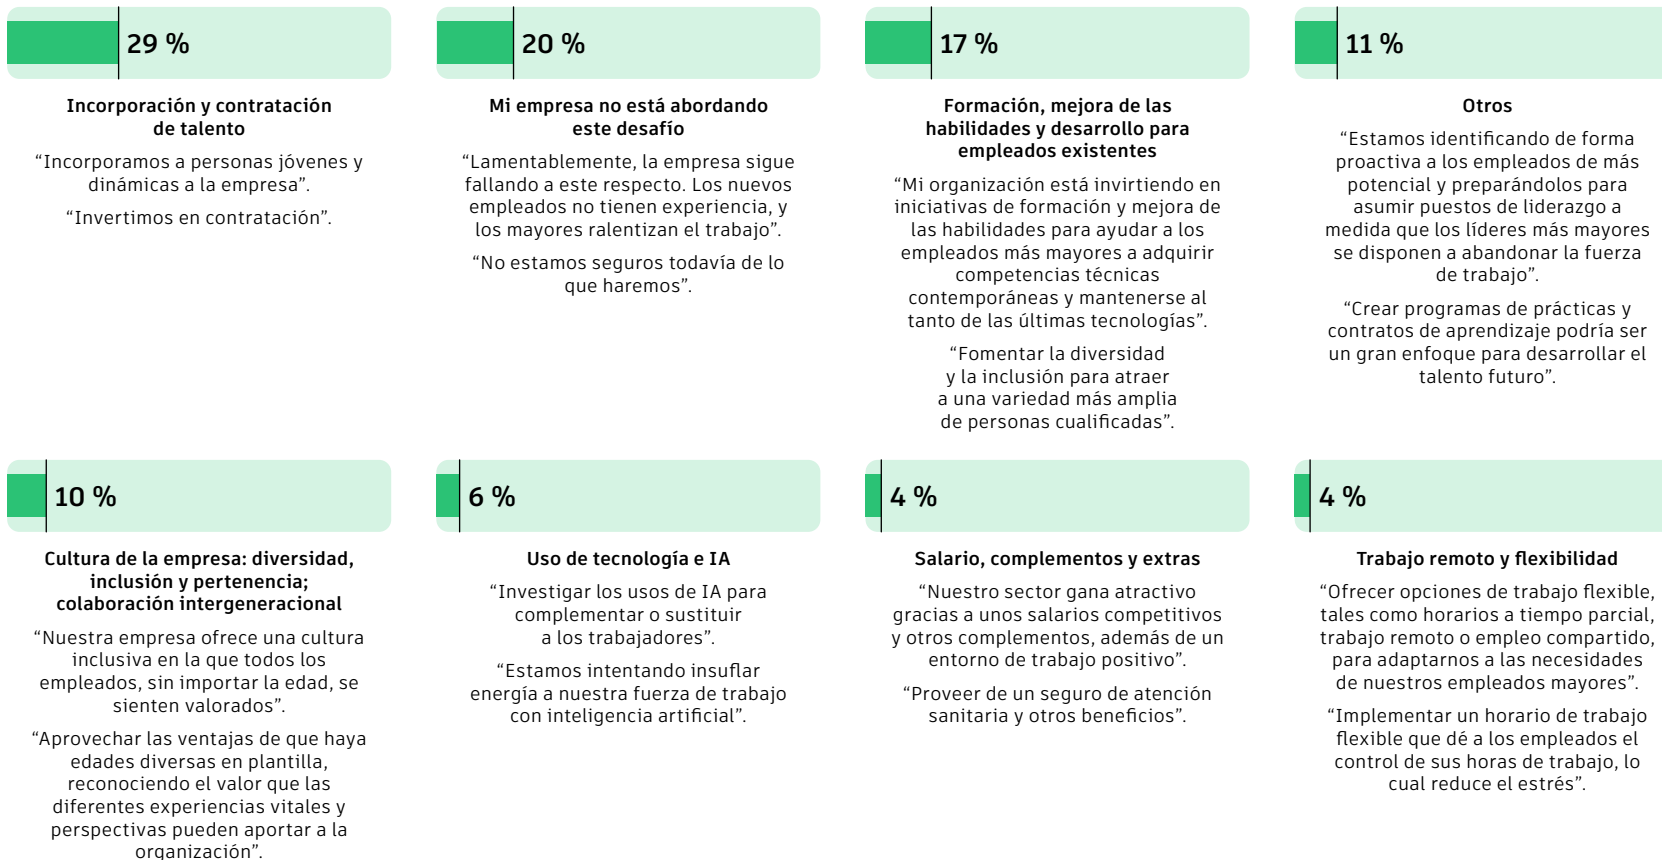 29 %
Incorporación y contratación
de talento
“Incorporamos a personas jóvenes y
dinámicas a la empresa”.
“Invertimos en contratación”.
20 %
Mi empresa no está abordando
este desafío
“Lamentablemente, la empresa sigue
fallando a este respecto. Los nuevos
empleados no tienen experiencia, y
los mayores ralentizan el trabajo”.
“No estamos seguros todavía de lo
que haremos”.
17 %
Formación, mejora de las
habilidades y desarrollo para
empleados existentes
“Mi organización está invirtiendo en
iniciativas de formación y mejora de
las habilidades para ayudar a los
empleados más mayores a adquirir
competencias técnicas
contemporáneas y mantenerse al
tanto de las últimas tecnologías”.
“Fomentar la diversidad
y la inclusión para atraer
a una variedad más amplia
de personas cualificadas”.
11 %
Otros
“Estamos identificando de forma
proactiva a los empleados de más
potencial y preparándolos para
asumir puestos de liderazgo a
medida que los líderes más mayores
se disponen a abandonar la fuerza
de trabajo”.
“Crear programas de prácticas y
contratos de aprendizaje podría ser
un gran enfoque para desarrollar el
talento futuro”.
10 %
Cultura de la empresa: diversidad,
inclusión y pertenencia;
colaboración intergeneracional
“Nuestra empresa ofrece una cultura
inclusiva en la que todos los
empleados, sin importar la edad, se
sienten valorados”.
“Aprovechar las ventajas de que haya
edades diversas en plantilla,
reconociendo el valor que las
diferentes experiencias vitales y
perspectivas pueden aportar a la
organización”.
6 %
Uso de tecnología e IA
“Investigar los usos de IA para
complementar o sustituir
a los trabajadores”.
“Estamos intentando insuflar
energía a nuestra fuerza de trabajo
con inteligencia artificial”.
4 %
Salario, complementos y extras
“Nuestro sector gana atractivo
gracias a unos salarios competitivos
y otros complementos, además de un
entorno de trabajo positivo”.
“Proveer de un seguro de atención
sanitaria y otros beneficios”.
4 %
Trabajo remoto y flexibilidad
“Ofrecer opciones de trabajo flexible,
tales como horarios a tiempo parcial,
trabajo remoto o empleo compartido,
para adaptarnos a las necesidades
de nuestros empleados mayores”.
“Implementar un horario de trabajo
flexible que dé a los empleados el
control de sus horas de trabajo, lo
cual reduce el estrés”.